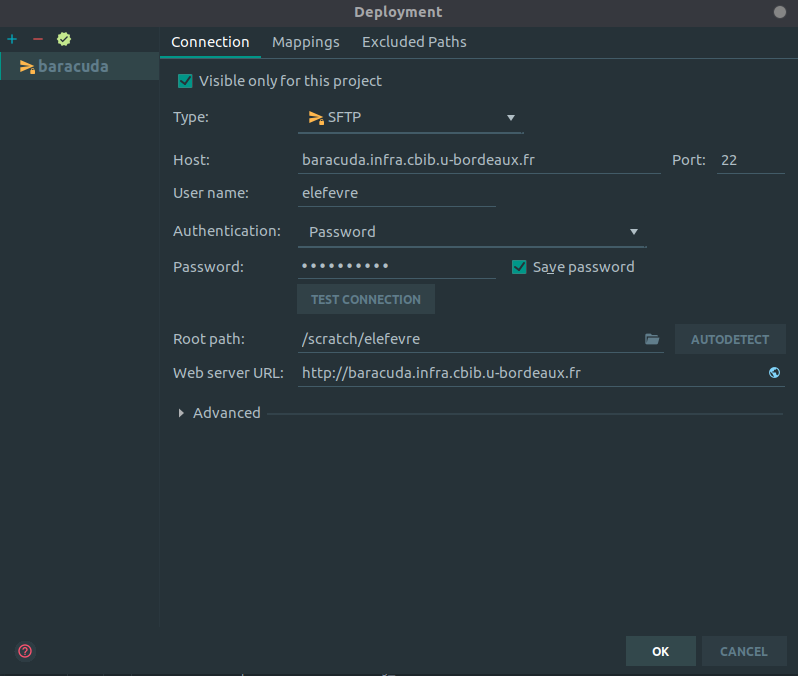 Deployment
Connection Mappings Excluded Paths
baracuda
Visible only for this project
Type: SFTP
Host: baracuda.infra.cbib.u-bordeaux.fr Port: 22
User name: elefevre
Authentication: Password
Password: •••••••••• Save password
TEST CONNECTION
Root path: /scratch/elefevre AUTODETECT
Web server URL: http://baracuda.infra.cbib.u-bordeaux.fr
Advanced
OK CANCEL